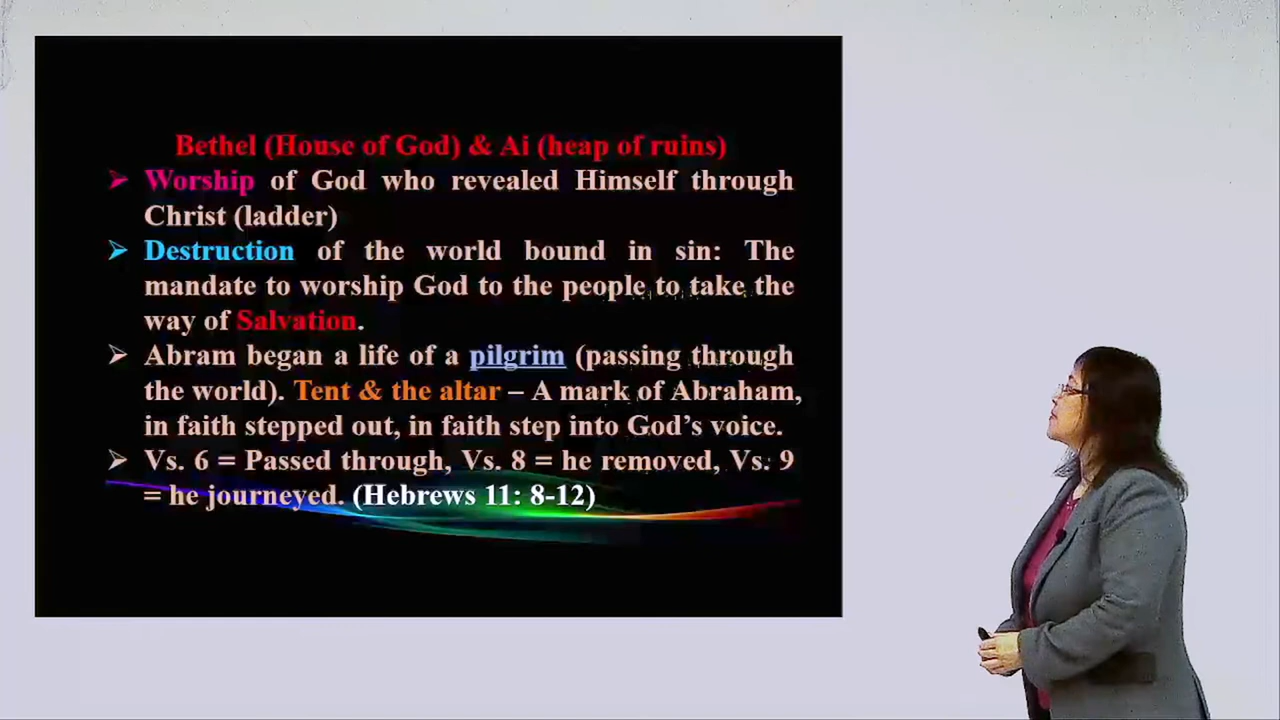 Bethel (House of God) & Ai (heap of ruins)
➢ Worship of God who revealed Himself through
Christ (ladder)
➢ Destruction of the world bound in sin: The
mandate to worship God to the people to take the
way of Salvation.
➢ Abram began a life of a pilgrim (passing through
the world). Tent & the altar – A mark of Abraham,
in faith stepped out, in faith step into God’s voice.
➢ Vs. 6 = Passed through, Vs. 8 = he removed, Vs. 9
= he journeyed. (Hebrews 11: 8-12)